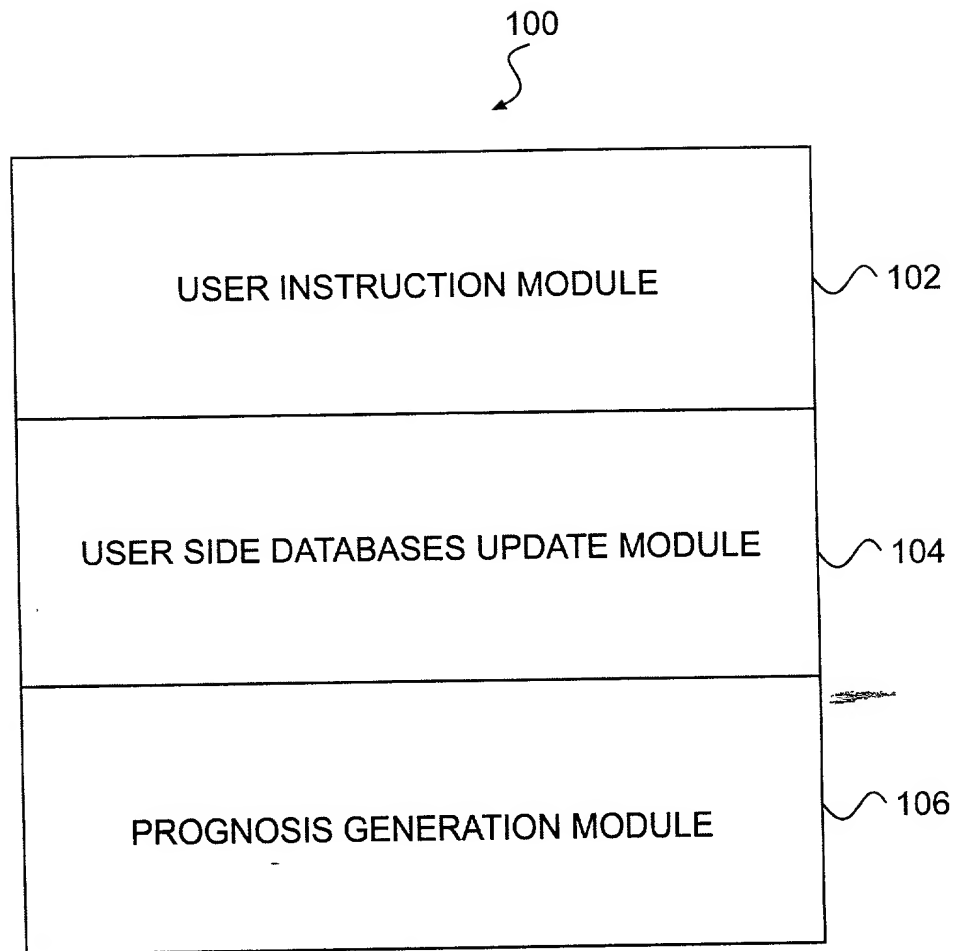 100
USER INSTRUCTION MODULE
102
USER SIDE DATABASES UPDATE MODULE
104
PROGNOSIS GENERATION MODULE
106